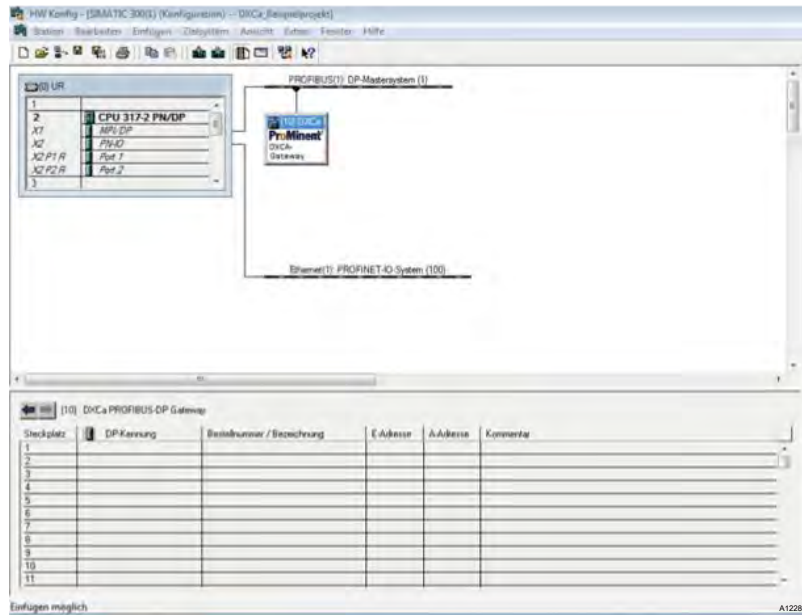 HW Konfig - [SIMATIC 300(1) (Konfiguration) -- DXCa_Beispielprojekt]
Station Bearbeiten Einfügen Zielsystem Ansicht Extras Fenster Hilfe
(0) UR
1
2 CPU 317-2 PN/DP
X1 MPI/DP
X2 PN-IO
X2 P1 R Port 1
X2 P2 R Port 2
3
PROFIBUS(1): DP-Mastersystem (1)
(10) DXCa
ProMinent
DXCA-
Gateway
Ethernet(1): PROFINET-IO-System (100)
(10) DXCa PROFIBUS-DP Gateway
Steckplatz DP-Kennung Bestellnummer / Bezeichnung E-Adresse A-Adresse Kommentar
1
2
3
4
5
6
7
8
9
10
11
Einfügen möglich
A1228